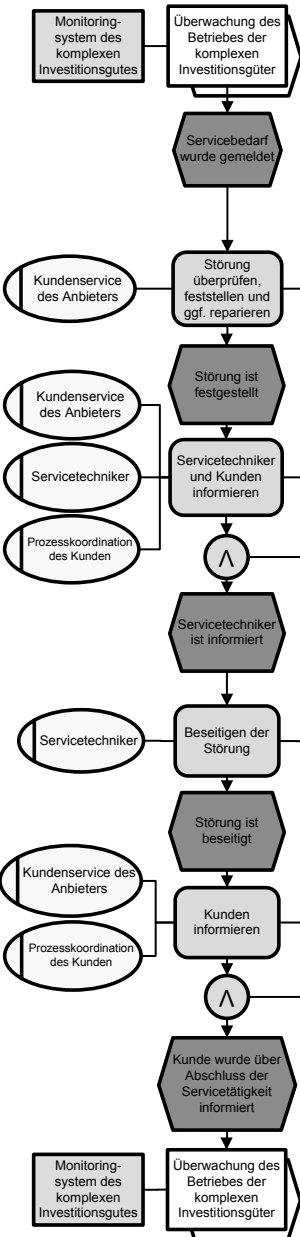 Monitoring-
system des
komplexen
Investitionsgutes
Überwachung des
Betriebes der
komplexen
Investitionsgüter
Servicebedarf
wurde gemeldet
Kundenservice
des Anbieters
Störung
überprüfen,
feststellen und
ggf. reparieren
Störung ist
festgestellt
Kundenservice
des Anbieters
Servicetechniker
Prozesskoordination
des Kunden
Servicetechniker
und Kunden
informieren
Λ
Servicetechniker
ist informiert
Servicetechniker
Beseitigen der
Störung
Störung ist
beseitigt
Kundenservice des
Anbieters
Prozesskoordination
des Kunden
Kunden
informieren
Λ
Kunde wurde über
Abschluss der
Servicetätigkeit
informiert
Monitoring-
system des
komplexen
Investitionsgutes
Überwachung des
Betriebes der
komplexen
Investitionsgüter